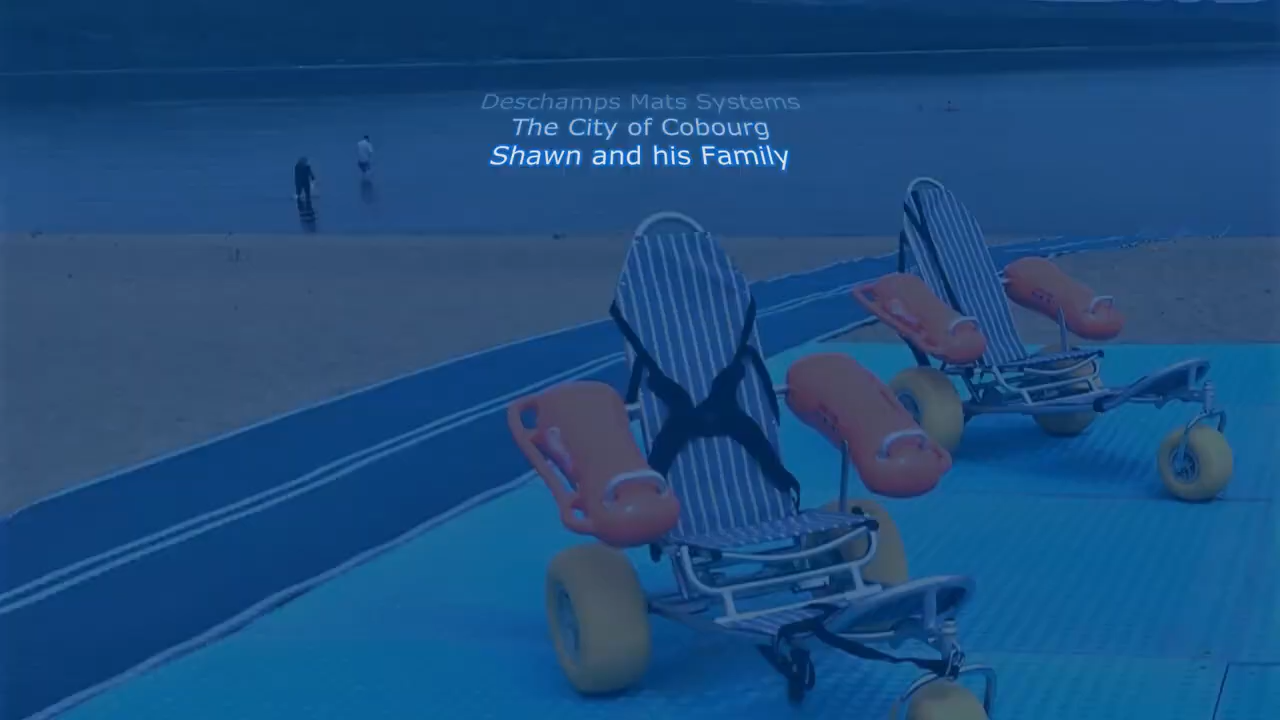 Deschamps Mats Systems
The City of Cobourg
Shawn and his Family